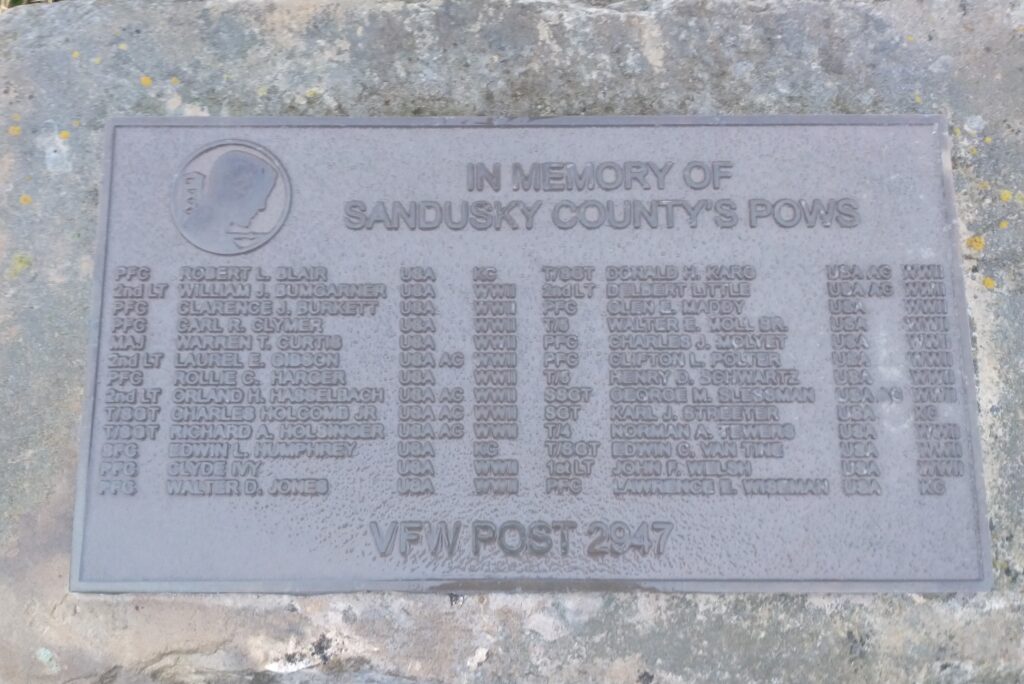 IN MEMORY OF
SANDUSKY COUNTY'S POWS
PFC ROBERT L. BLAIR USA KC
2nd LT WILLIAM J. BUMGARNER USA WWII
PFC CLARENCE J. BURKETT USA WWII
PFC CARL R. CLYMER USA WWII
MAJ WARREN T. CURTIS USA WWII
2nd LT LAUREL E. GIBSON USA AC WWII
PFC ROLLIE C. HARGER USA WWII
2nd LT ORLAND H. HASSELBACH USA AC WWII
T/SGT CHARLES HOLCOMB JR USA AC WWII
T/SGT RICHARD A. HOLSINGER USA AC WWII
SFC EDWIN L. HUMPHREY USA KC
PFC CLYDE IVY USA WWII
PFC WALTER D. JONES USA WWII
T/SGT DONALD H. KARG USA AC WWII
2nd LT DELBERT LITTLE USA AC WWII
PFC GLEN E. MADDY USA WWII
T/5 WALTER E. MOLL SR. USA WWII
PFC CHARLES J. MOLYET USA WWII
PFC CLIFTON L. POLTER USA WWII
T/5 HENRY D. SCHWARTZ USA WWII
SSGT GEORGE M. SLESSMAN USA AC WWII
SGT KARL J. STREETER USA KC
T/4 NORMAN A. TEWERS USA WWII
T/SGT EDWIN C. VAN TINE USA WWII
1st LT JOHN F. WELSH USA WWII
PFC LAWRENCE E. WISEMAN USA KC
VFW POST 2947